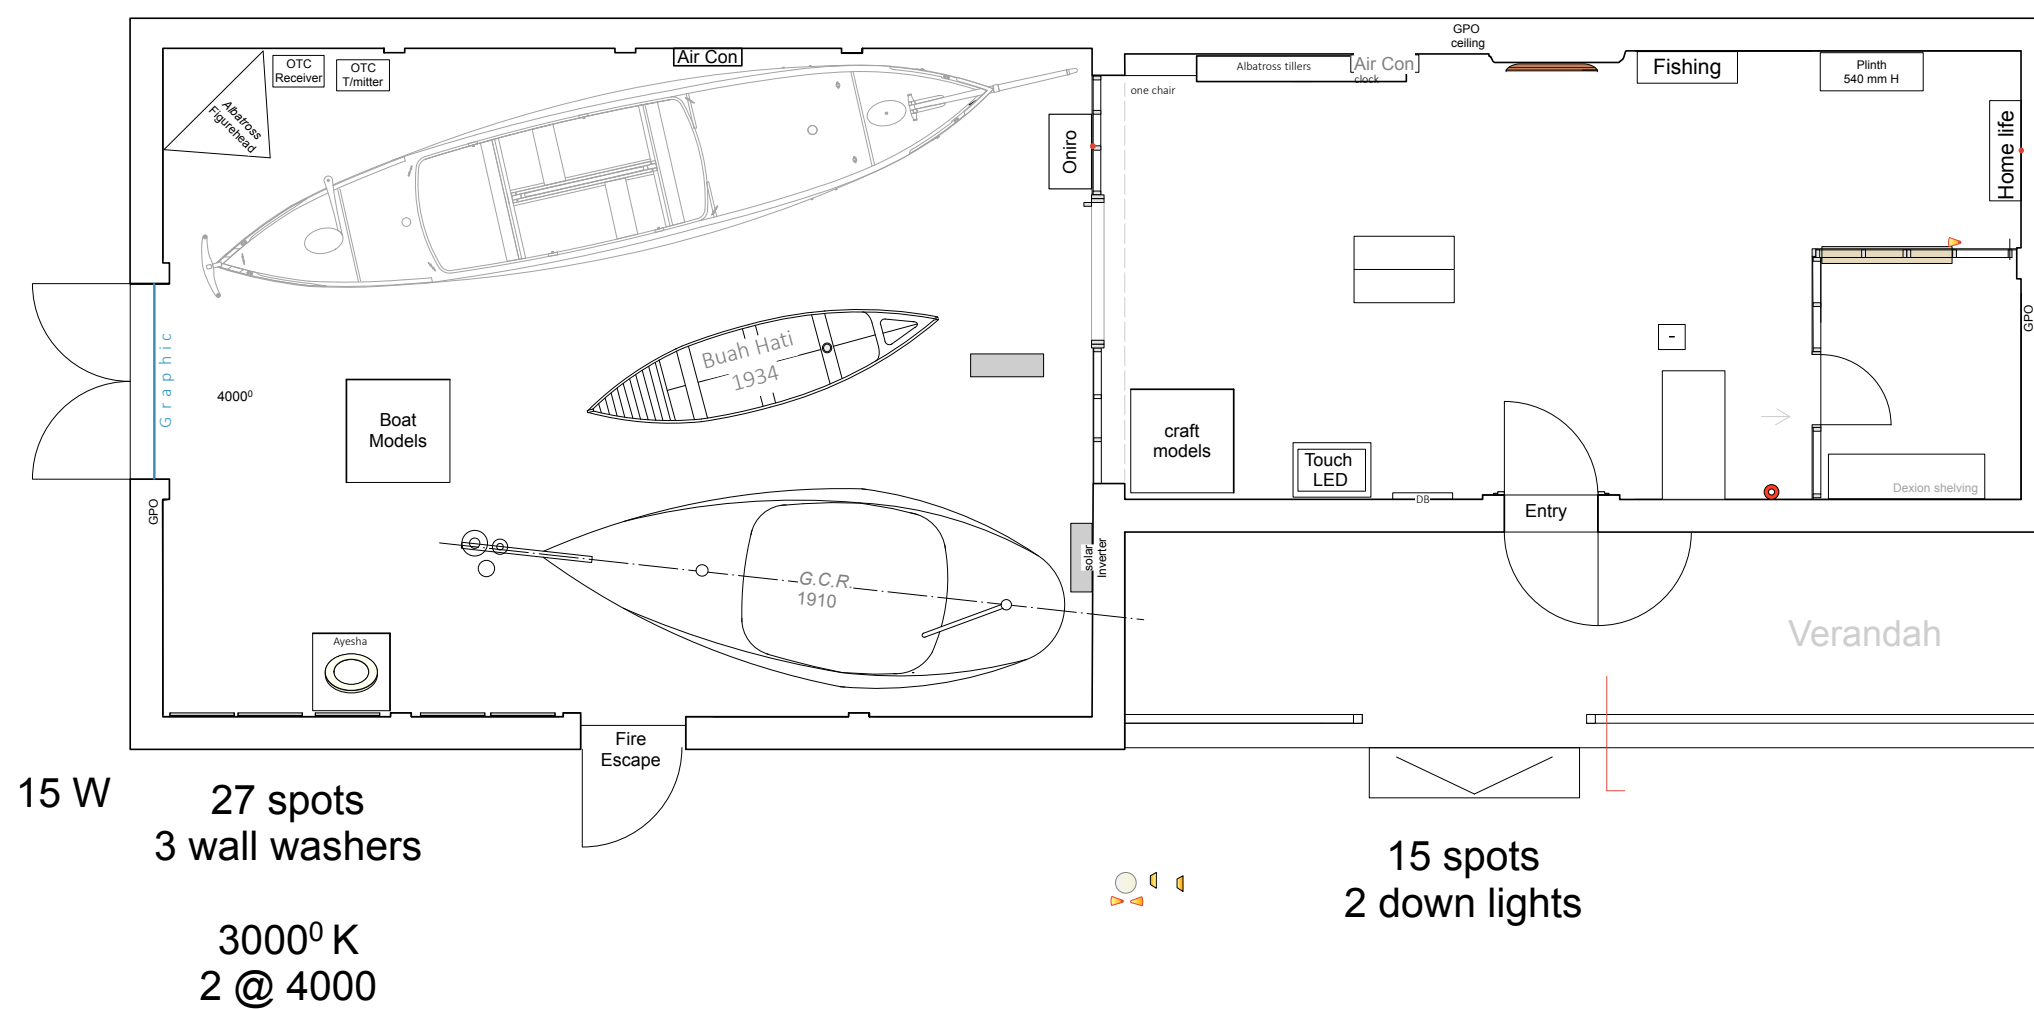 OTC
Receiver
OTC
T/mitter
Albatross
Figurehead
Air Con
Oniro
one chair
Albatross tillers
Air Con
clock
GPO
ceiling
Fishing
Plinth
540 mm H
Home life
GPO
Graphic
4000⁰
Boat
Models
Buah Hati
1934
craft
models
Touch
LED
DB
Entry
-
Dexion shelving
GPO
G.C.R.
1910
solar
Inverter
Ayesha
Verandah
Fire
Escape
15 W
27 spots
3 wall washers
3000⁰ K
2 @ 4000
15 spots
2 down lights